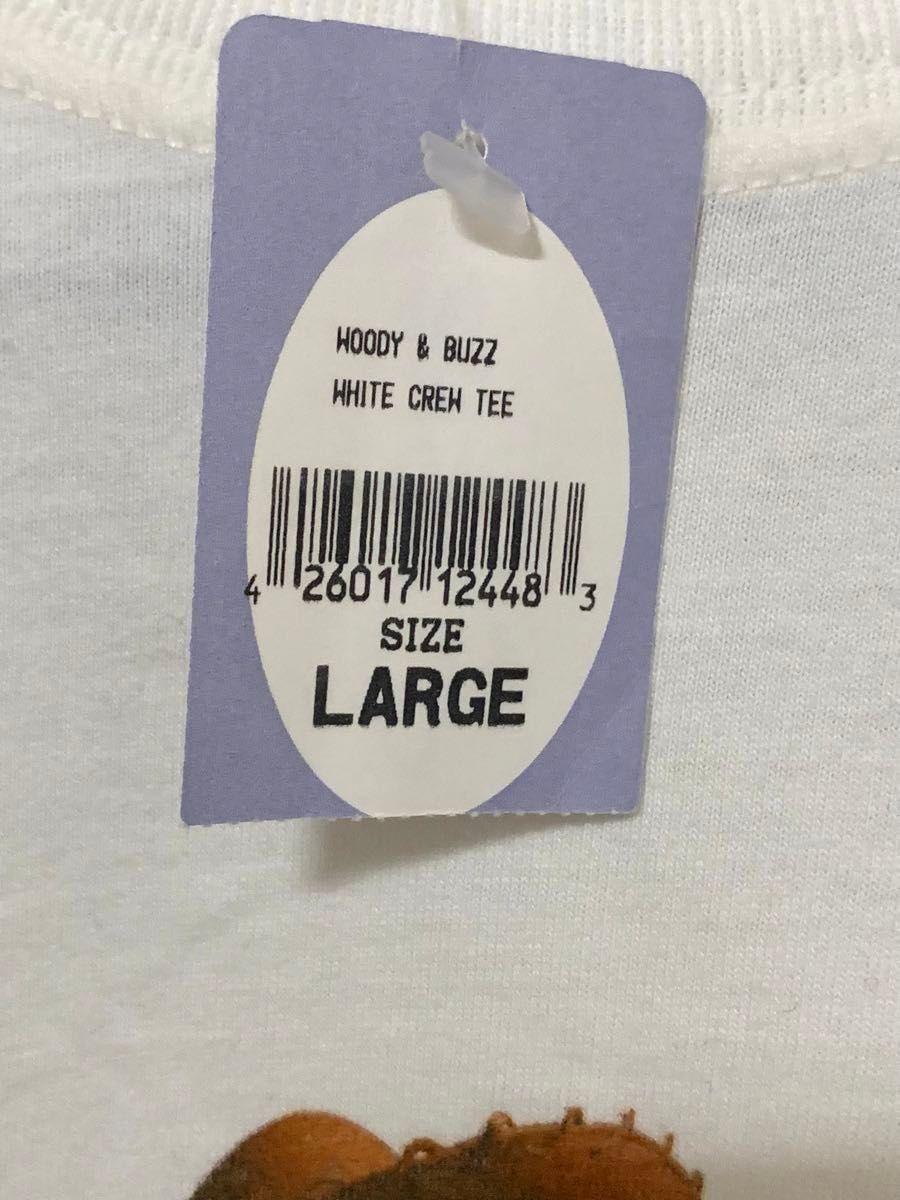 WOODY & BUZZ
WHITE CREW TEE
4 26017 12448 3
SIZE
LARGE